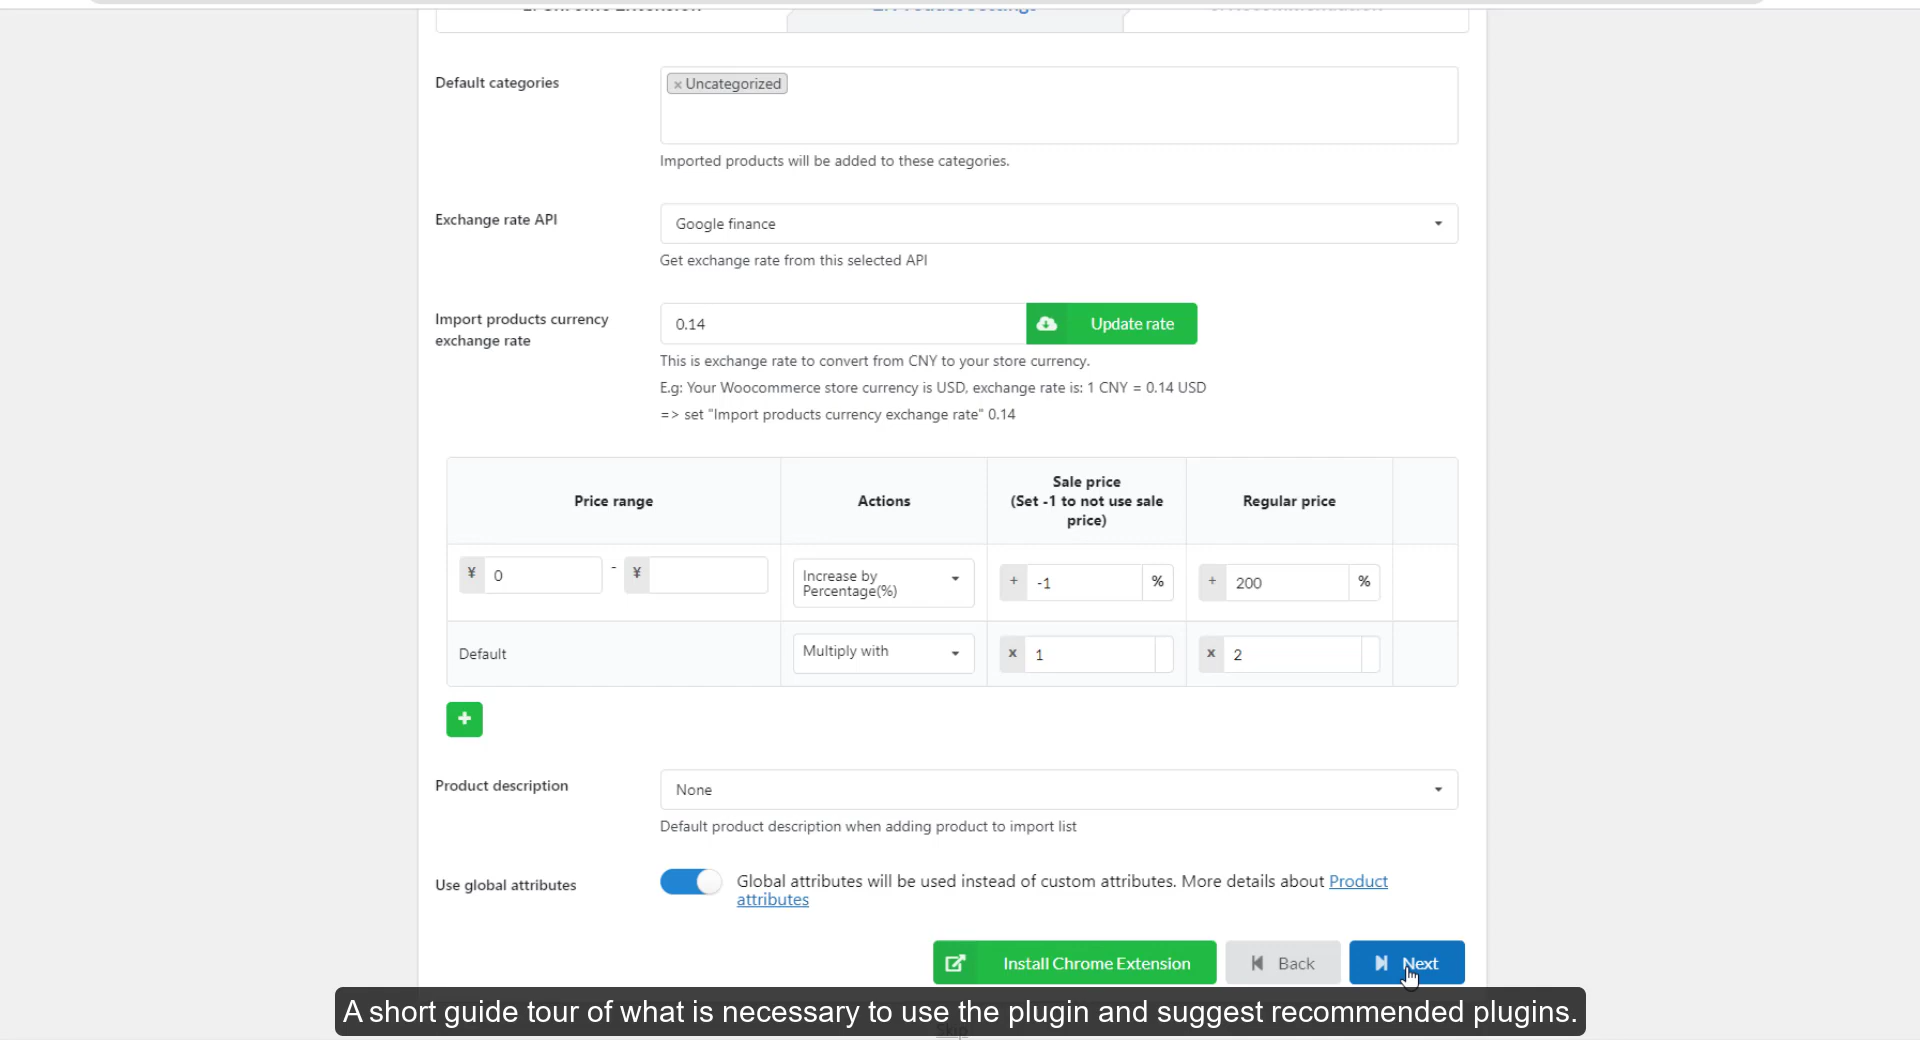 Default categories
× Uncategorized
Imported products will be added to these categories.
Exchange rate API
Google finance
Get exchange rate from this selected API
Import products currency
exchange rate
0.14
Update rate
This is exchange rate to convert from CNY to your store currency.
E.g: Your Woocommerce store currency is USD, exchange rate is: 1 CNY = 0.14 USD
=> set "Import products currency exchange rate" 0.14
Price range
Actions
Sale price
(Set -1 to not use sale
price)
Regular price
¥ 0 - ¥
Increase by
Percentage(%)
+ -1 %
+ 200 %
Default
Multiply with
x 1
x 2
+
Product description
None
Default product description when adding product to import list
Use global attributes
Global attributes will be used instead of custom attributes. More details about Product
attributes
Install Chrome Extension
Back
Next
A short guide tour of what is necessary to use the plugin and suggest recommended plugins.
Skip